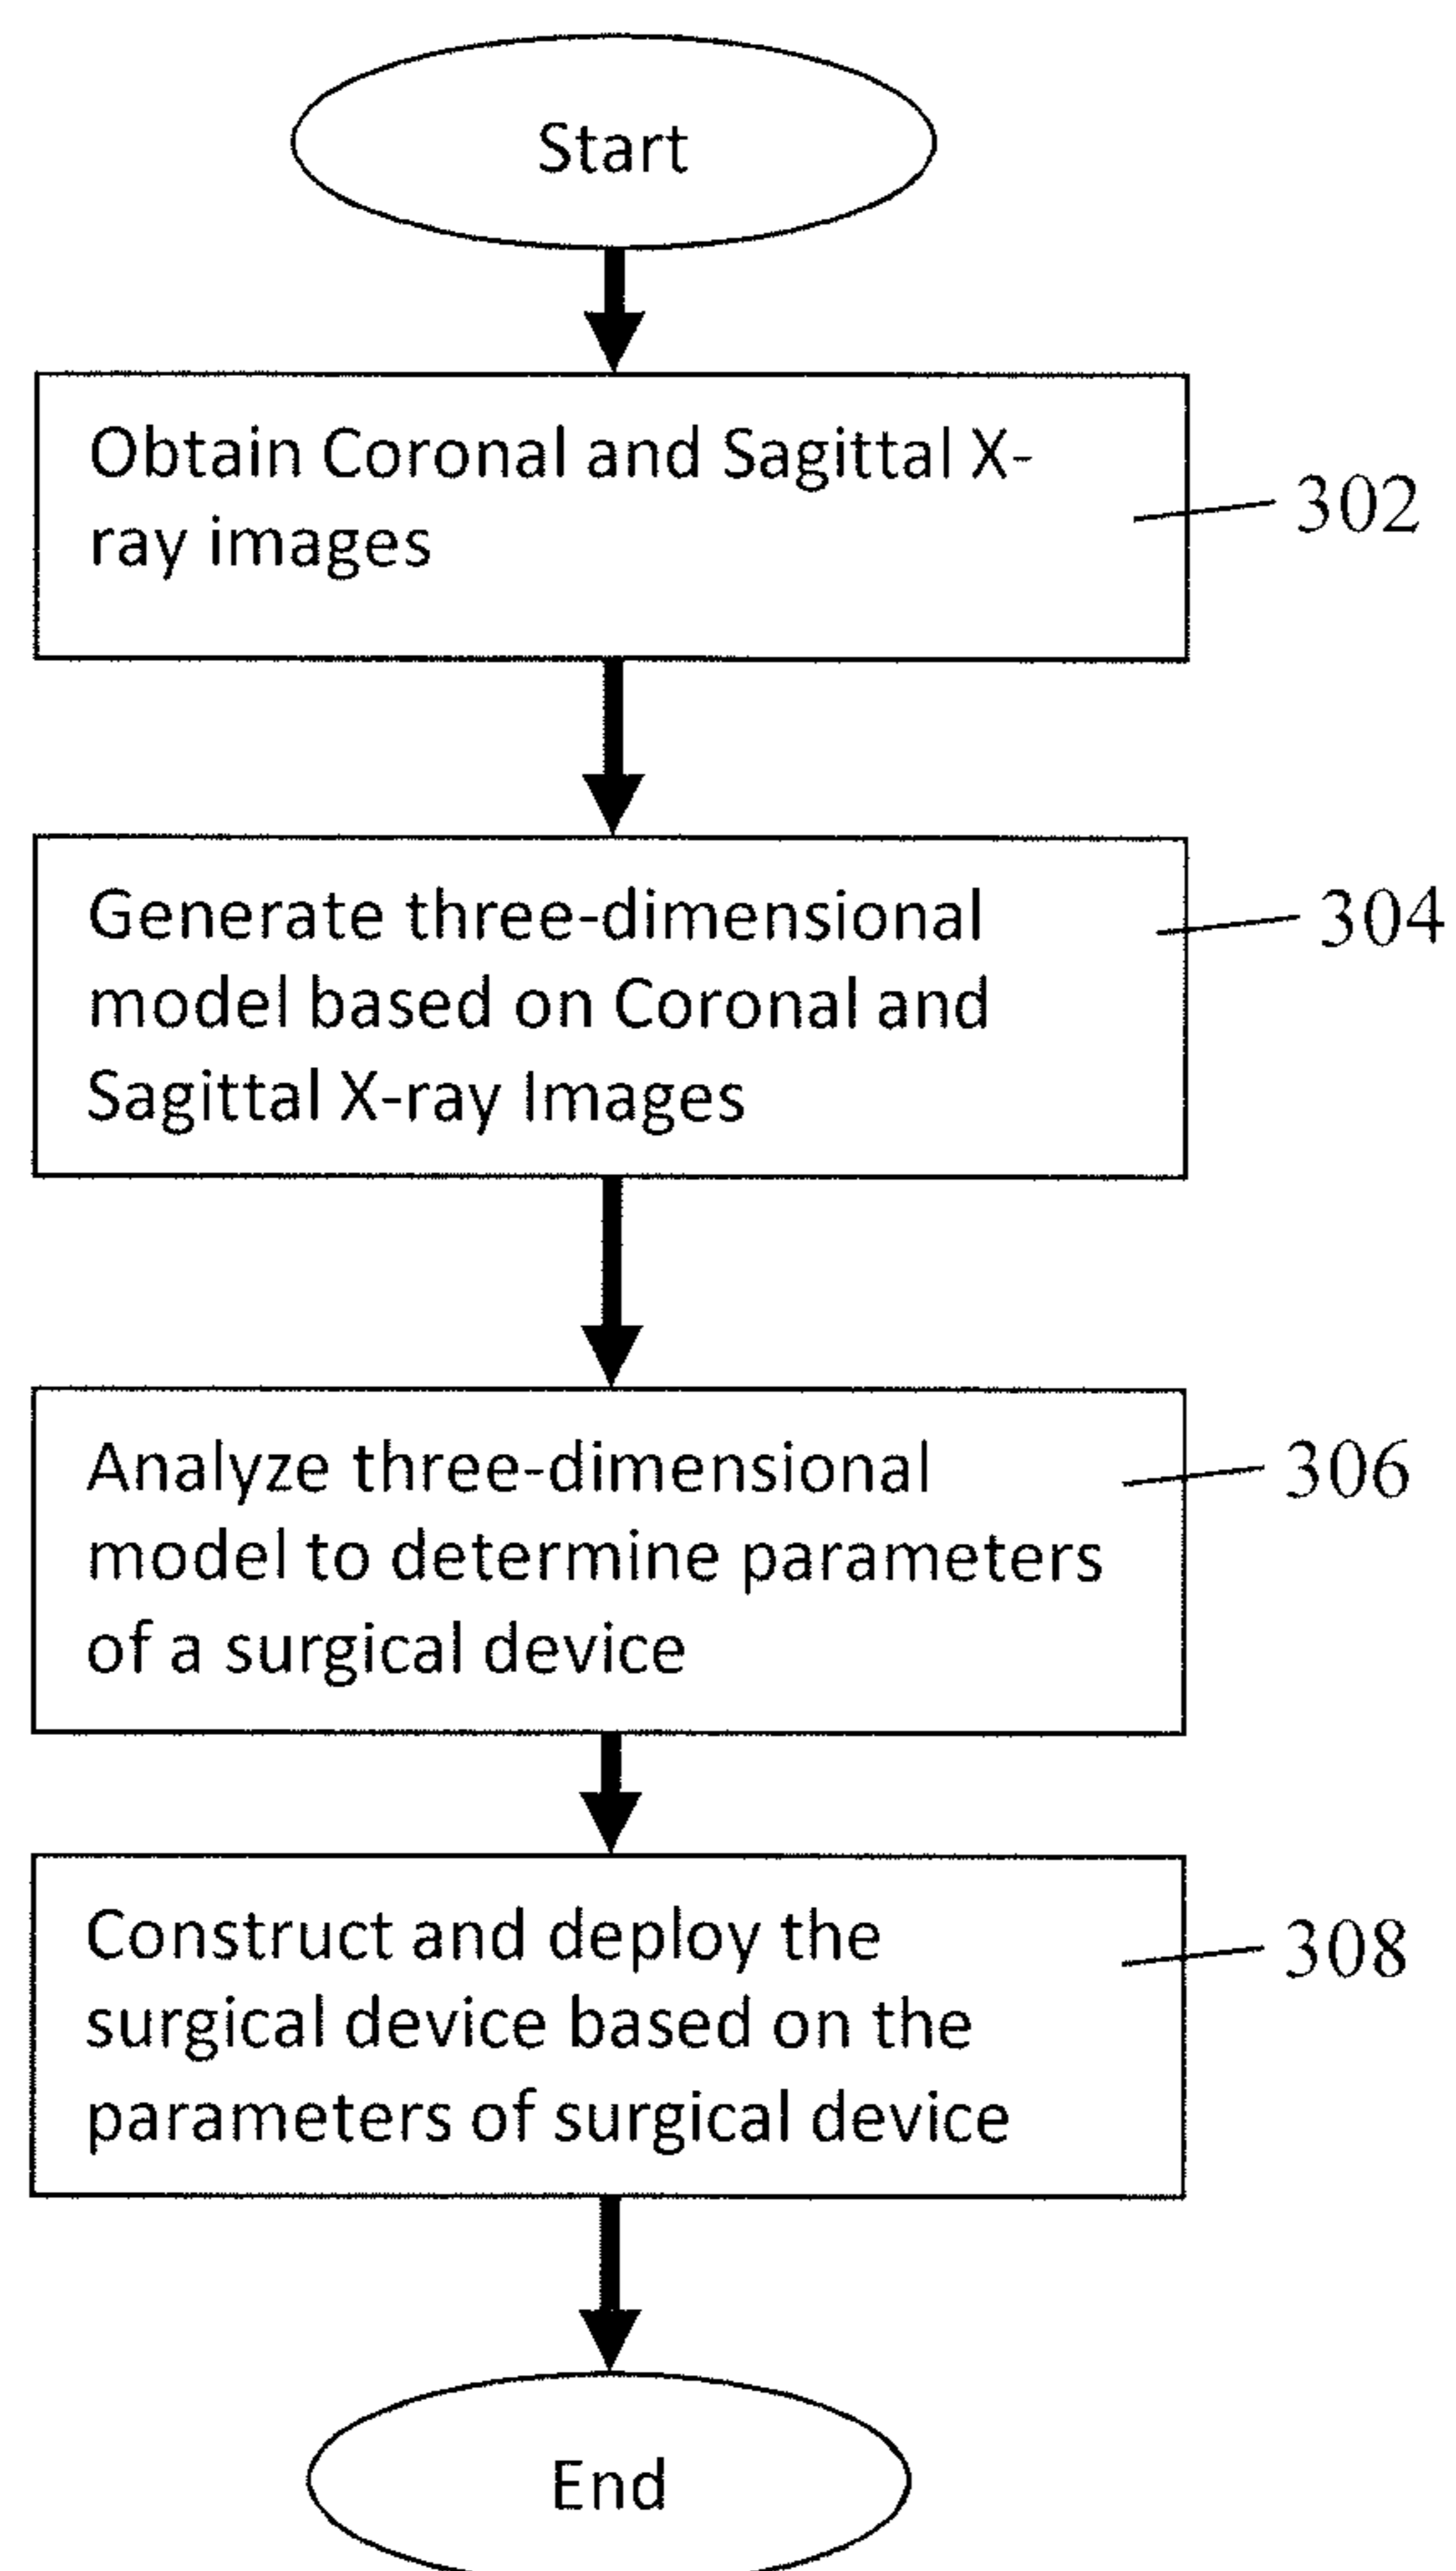 Start
Obtain Coronal and Sagittal X-
ray images
302
Generate three-dimensional
model based on Coronal and
Sagittal X-ray Images
304
Analyze three-dimensional
model to determine parameters
of a surgical device
306
Construct and deploy the
surgical device based on the
parameters of surgical device
308
End